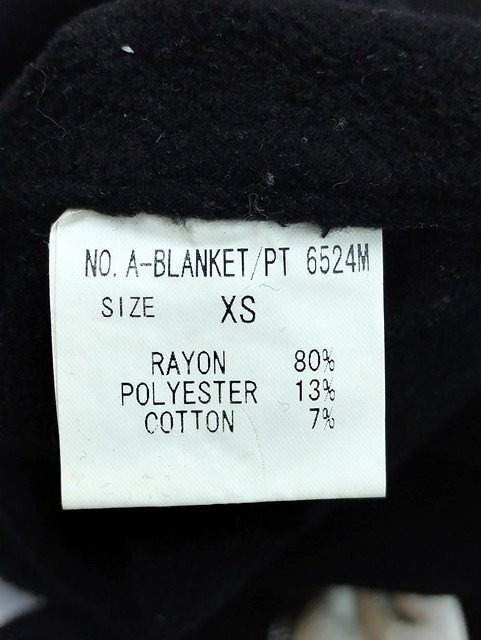 NO. A-BLANKET/PT 6524M
SIZE XS
RAYON 80%
POLYESTER 13%
COTTON 7%